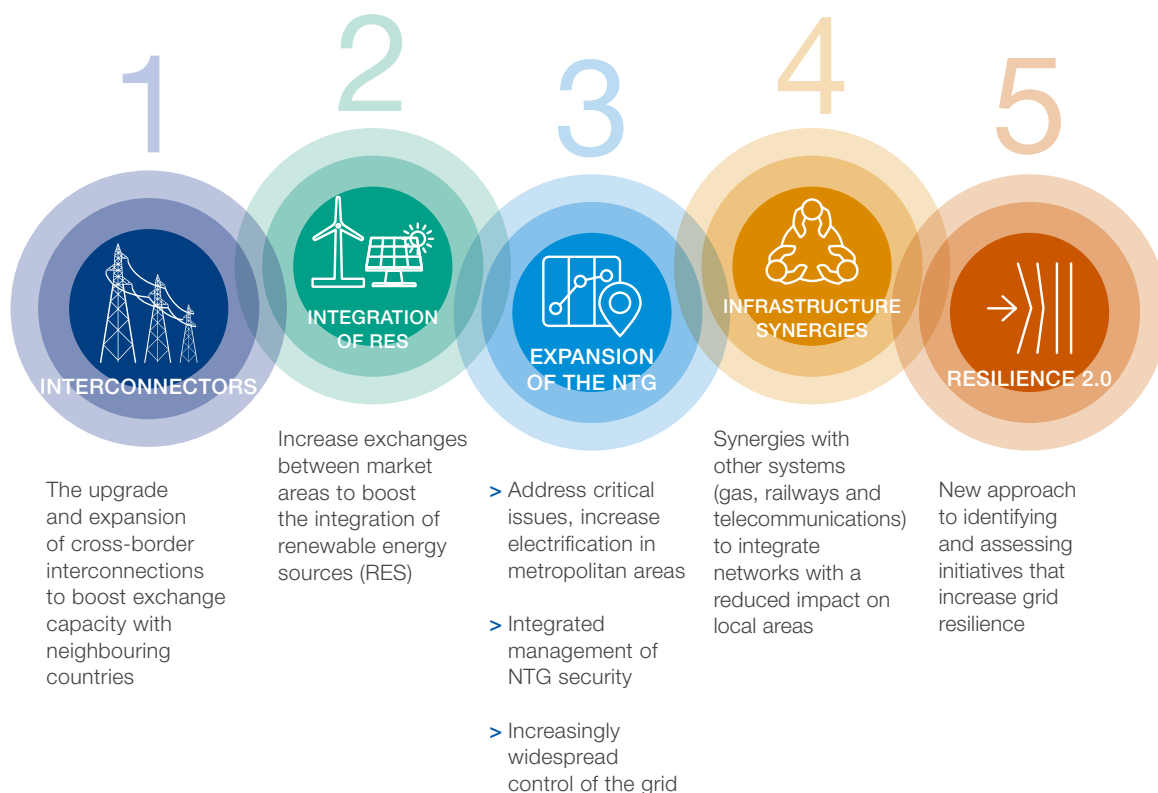 1
INTERCONNECTORS
The upgrade
and expansion
of cross-border
interconnections
to boost exchange
capacity with
neighbouring
countries
2
INTEGRATION
OF RES
Increase exchanges
between market
areas to boost
the integration of
renewable energy
sources (RES)
3
EXPANSION
OF THE NTG
> Address critical
issues, increase
electrification in
metropolitan areas
> Integrated
management of
NTG security
> Increasingly
widespread
control of the grid
4
INFRASTRUCTURE
SYNERGIES
Synergies with
other systems
(gas, railways and
telecommunications)
to integrate
networks with a
reduced impact on
local areas
5
RESILIENCE 2.0
New approach
to identifying
and assessing
initiatives that
increase grid
resilience